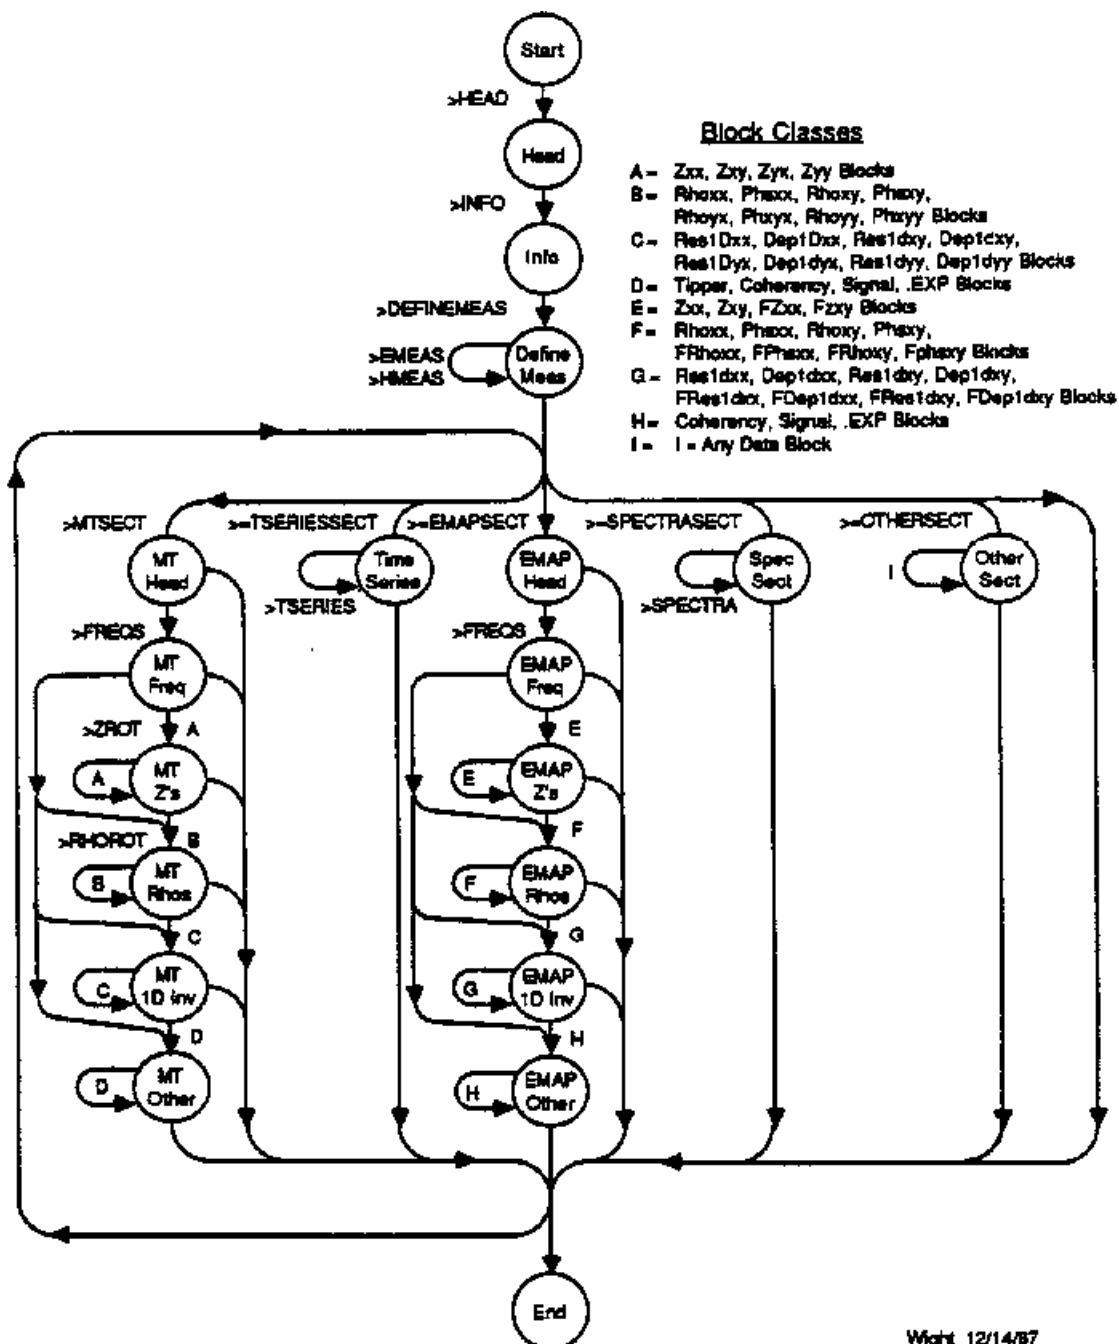 Start
>HEAD
Head
>INFO
Info
>DEFINEMEAS
>EMEAS
>HMEAS
Define
Meas
Block Classes
A = Zxx, Zxy, Zyx, Zyy Blocks
B = Rhoxx, Phsxx, Rhoxy, Phsxy,
Rhoyx, Phxyx, Rhoyy, Phxyy Blocks
C = Res1Dxx, Dep1Dxx, Res1dxy, Dep1dxy,
Res1Dyx, Dep1dyx, Res1dyy, Dep1dyy Blocks
D = Tipper, Coherency, Signal, .EXP Blocks
E = Zxx, Zxy, FZxx, Fzxy Blocks
F = Rhoxx, Phsxx, Rhoxy, Phsxy,
FRhoxx, FPhsxx, FRhoxy, Fphsxy Blocks
G = Res1dxx, Dep1dxx, Res1dxy, Dep1dxy,
FRes1dxx, FDep1dxx, FRes1dxy, FDep1dxy Blocks
H = Coherency, Signal, .EXP Blocks
I = I = Any Data Block
>MTSECT
>=TSERIESSECT
>=EMAPSECT
>=SPECTRASECT
>=OTHERSECT
MT
Head
Time
Series
>TSERIES
EMAP
Head
Spec
Sect
>SPECTRA
I
Other
Sect
>FREQS
MT
Freq
>FREQS
EMAP
Freq
>ZROT
A
E
A
MT
Z's
E
EMAP
Z's
>RHOROT
B
F
B
MT
Rhos
F
EMAP
Rhos
C
G
C
MT
1D Inv
G
EMAP
1D Inv
D
H
D
MT
Other
H
EMAP
Other
End
Wight 12/14/87